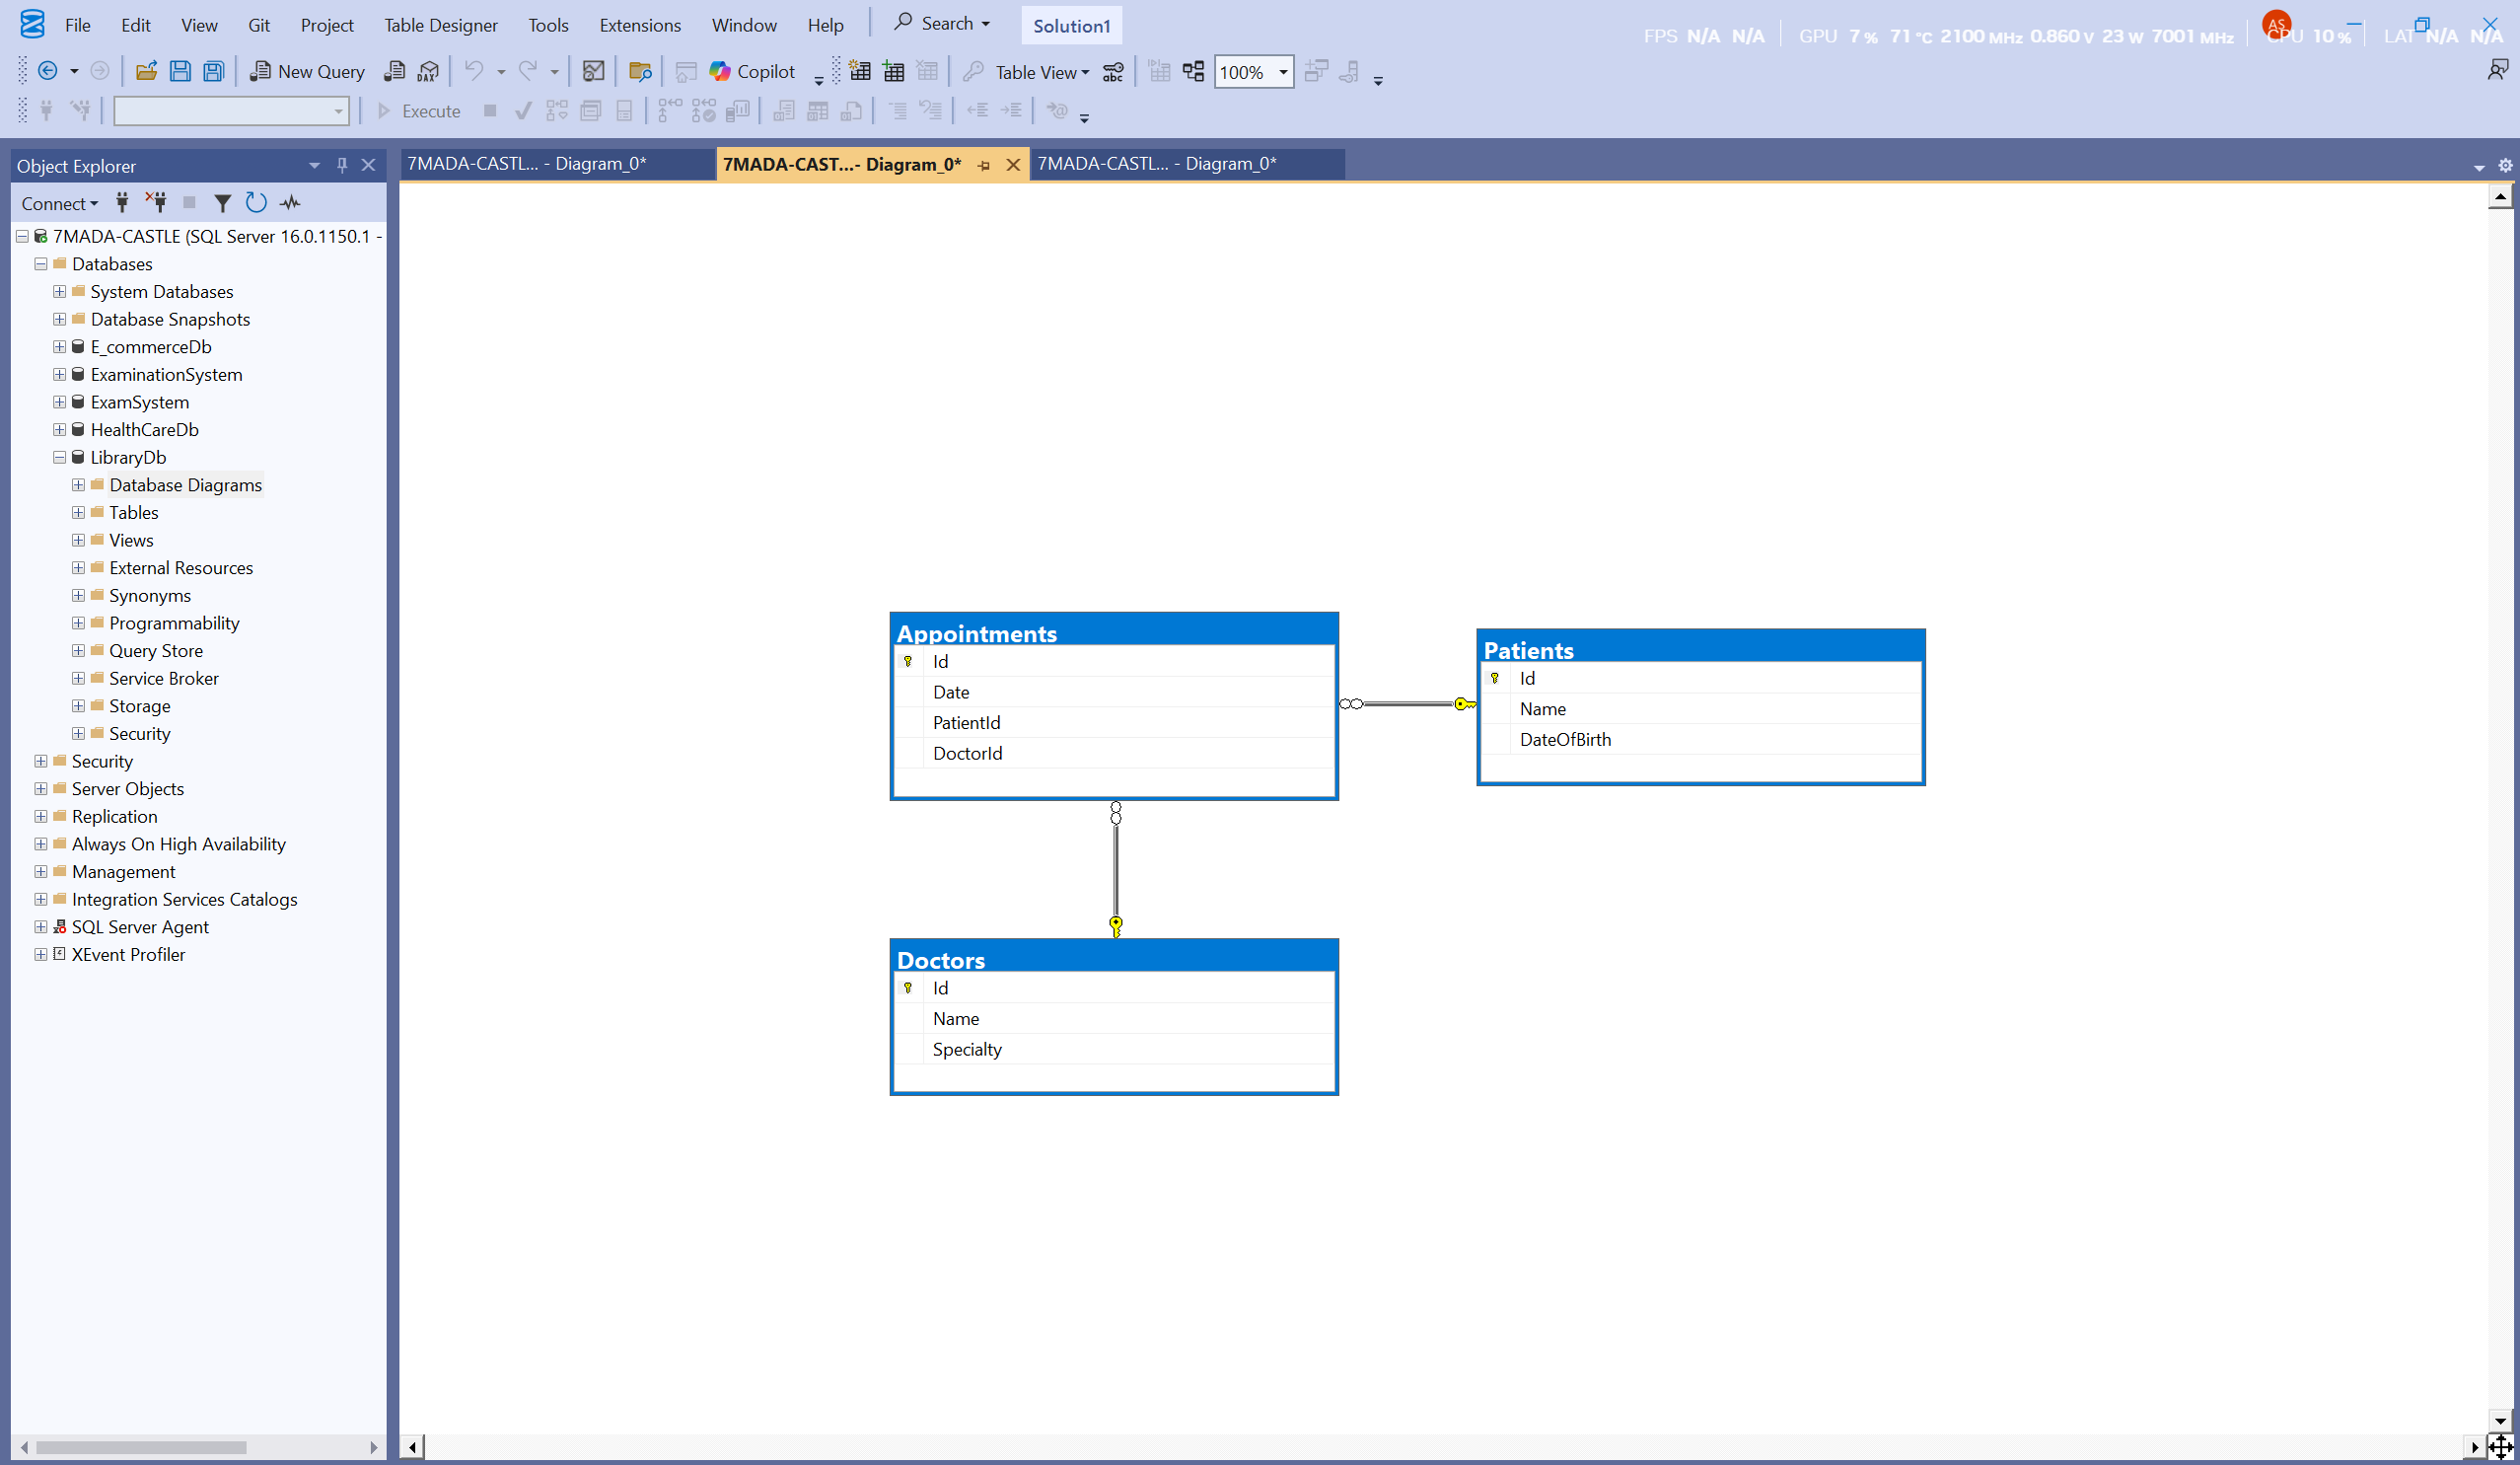 File Edit View Git Project Table Designer Tools Extensions Window Help Search Solution1
FPS N/A N/A GPU 7 % 71 °C 2100 MHz 0.860 V 23 W 7001 MHz CPU 10 % LAT N/A N/A
AS
New Query DAX Copilot Table View abc 100%
Execute
Object Explorer
7MADA-CASTL... - Diagram_0* 7MADA-CAST...- Diagram_0* 7MADA-CASTL... - Diagram_0*
Connect
7MADA-CASTLE (SQL Server 16.0.1150.1 -
Databases
System Databases
Database Snapshots
E_commerceDb
ExaminationSystem
ExamSystem
HealthCareDb
LibraryDb
Database Diagrams
Tables
Views
External Resources
Synonyms
Programmability
Query Store
Service Broker
Storage
Security
Security
Server Objects
Replication
Always On High Availability
Management
Integration Services Catalogs
SQL Server Agent
XEvent Profiler
Appointments
Id
Date
PatientId
DoctorId
Patients
Id
Name
DateOfBirth
Doctors
Id
Name
Specialty